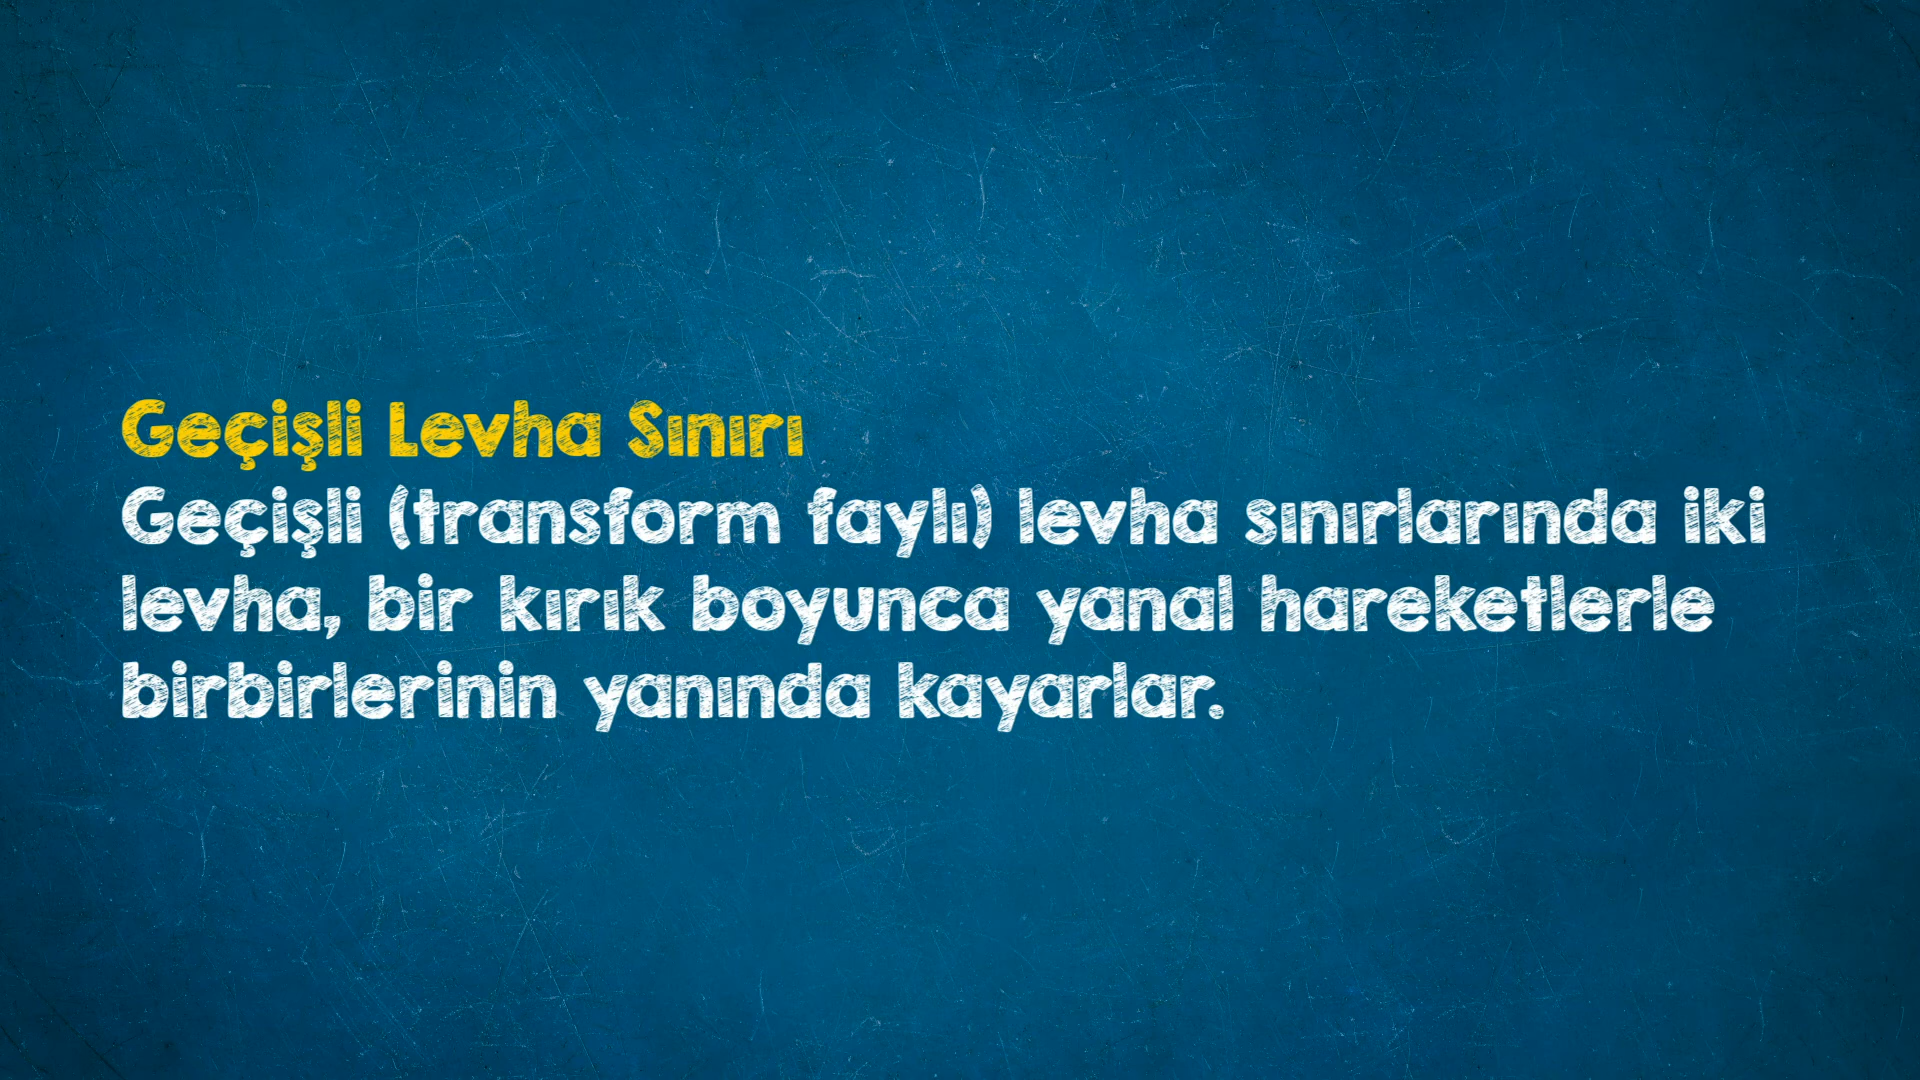 Geçişli Levha Sınırı
Geçişli (transform faylı) levha sınırlarında iki
levha, bir kırık boyunca yanal hareketlerle
birbirlerinin yanında kayarlar.